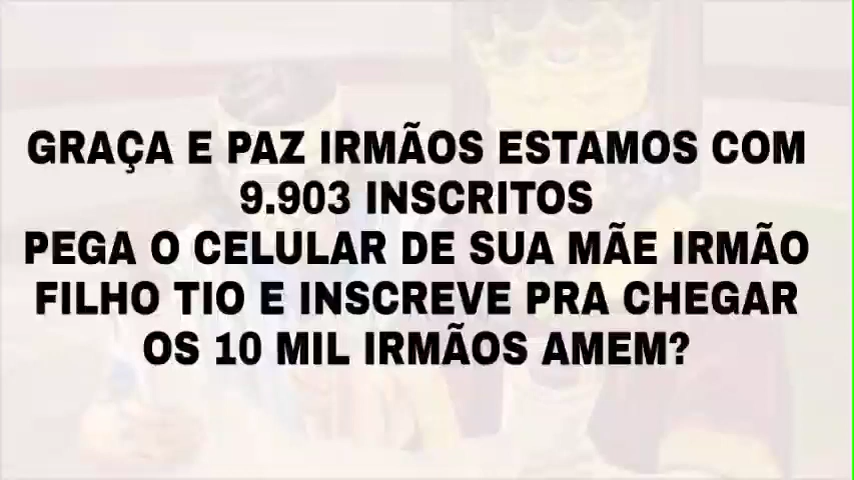 GRAÇA E PAZ IRMÃOS ESTAMOS COM
9.903 INSCRITOS
PEGA O CELULAR DE SUA MÃE IRMÃO
FILHO TIO E INSCREVE PRA CHEGAR
OS 10 MIL IRMÃOS AMEM?